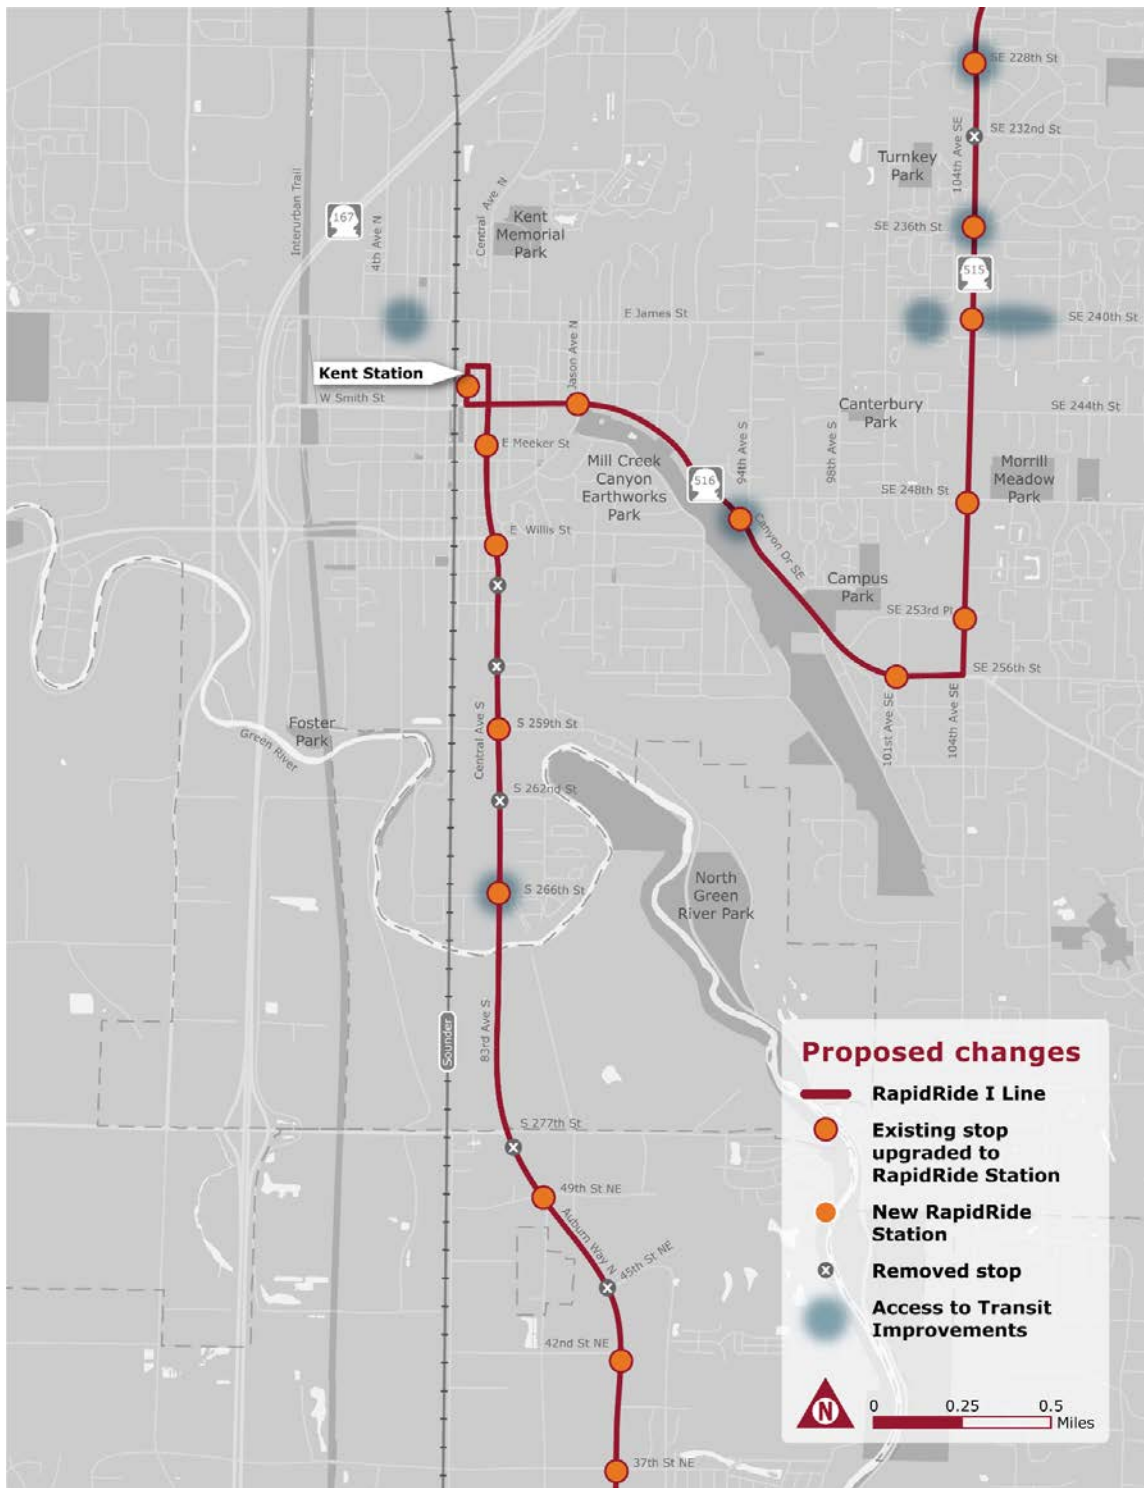 SE 228th St
SE 232nd St
104th Ave SE
Turnkey
Park
SE 236th St
515
SE 240th St
Interurban Trail
167
4th Ave N
Central Ave N
Kent
Memorial
Park
E James St
Kent Station
W Smith St
Jason Ave N
E Meeker St
Mill Creek
Canyon
Earthworks
Park
516
94th Ave S
98th Ave S
Canterbury
Park
SE 244th St
SE 248th St
Morrill
Meadow
Park
E Willis St
Canyon Dr SE
Campus
Park
SE 253rd Pl
SE 256th St
101st Ave SE
104th Ave SE
Foster
Park
Green River
Central Ave S
S 259th St
S 262nd St
S 266th St
North
Green
River Park
Sounder
83rd Ave S
S 277th St
49th St NE
Auburn Way N
45th St NE
42nd St NE
37th St NE
Proposed changes
RapidRide I Line
Existing stop
upgraded to
RapidRide Station
New RapidRide
Station
Removed stop
Access to Transit
Improvements
N
0 0.25 0.5
Miles